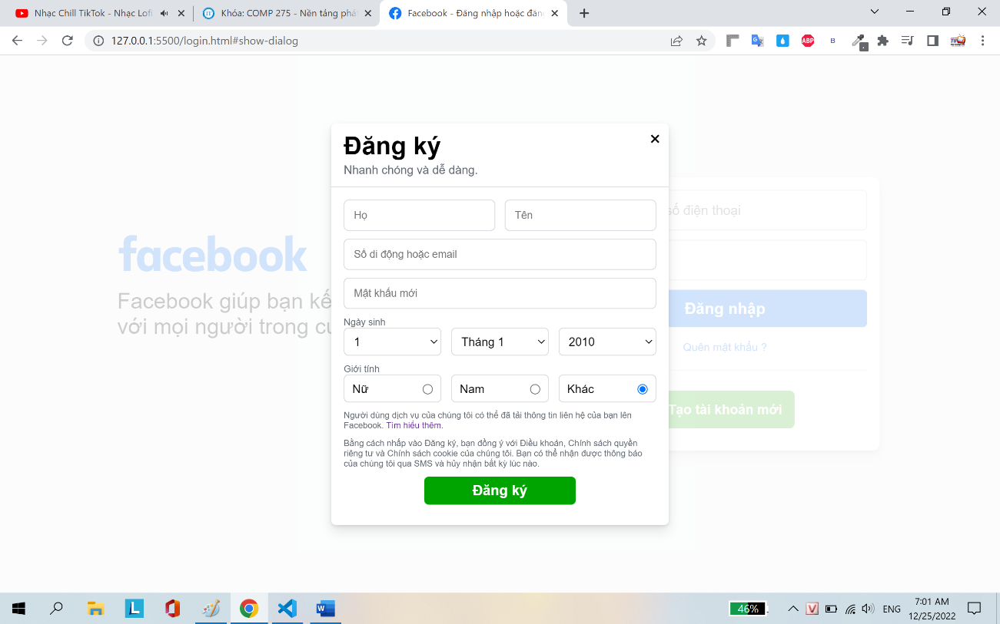 Nhạc Chill TikTok - Nhạc Lofi
Khóa: COMP 275 - Nền tảng phá
Facebook - Đăng nhập hoặc đăn
127.0.0.1:5500/login.html#show-dialog
ABP
B
Đăng ký
Nhanh chóng và dễ dàng.
Họ
Tên
Số di động hoặc email
Mật khẩu mới
Ngày sinh
1
Tháng 1
2010
Giới tính
Nữ
Nam
Khác
Người dùng dịch vụ của chúng tôi có thể đã tải thông tin liên hệ của bạn lên
Facebook. Tìm hiểu thêm.
Bằng cách nhấp vào Đăng ký, bạn đồng ý với Điều khoản, Chính sách quyền
riêng tư và Chính sách cookie của chúng tôi. Bạn có thể nhận được thông báo
của chúng tôi qua SMS và hủy nhận bất kỳ lúc nào.
Đăng ký
facebook
Facebook giúp bạn kế
với mọi người trong cu
số điện thoại
Đăng nhập
Quên mật khẩu ?
Tạo tài khoản mới
46%
ENG
7:01 AM
12/25/2022